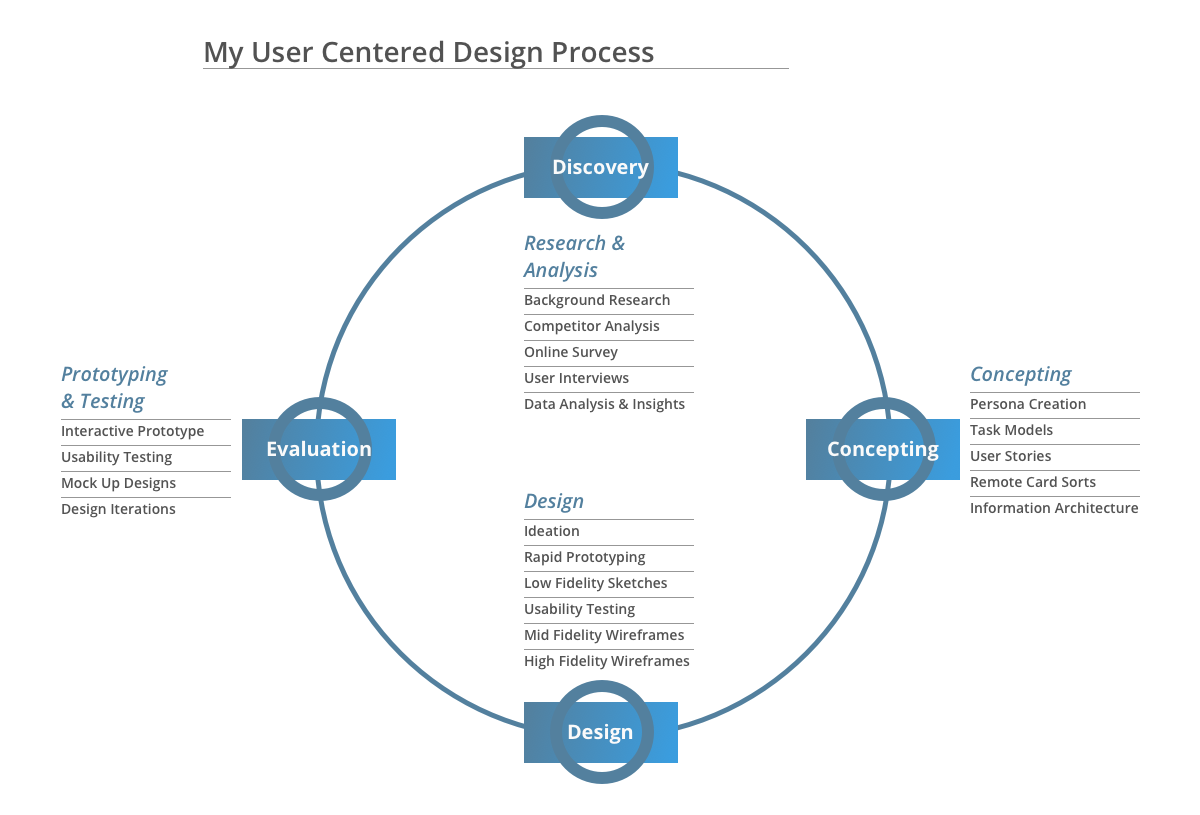 My User Centered Design Process
Discovery
Research &
Analysis
Background Research
Competitor Analysis
Online Survey
User Interviews
Data Analysis & Insights
Prototyping
& Testing
Interactive Prototype
Usability Testing
Mock Up Designs
Design Iterations
Evaluation
Concepting
Concepting
Persona Creation
Task Models
User Stories
Remote Card Sorts
Information Architecture
Design
Ideation
Rapid Prototyping
Low Fidelity Sketches
Usability Testing
Mid Fidelity Wireframes
High Fidelity Wireframes
Design